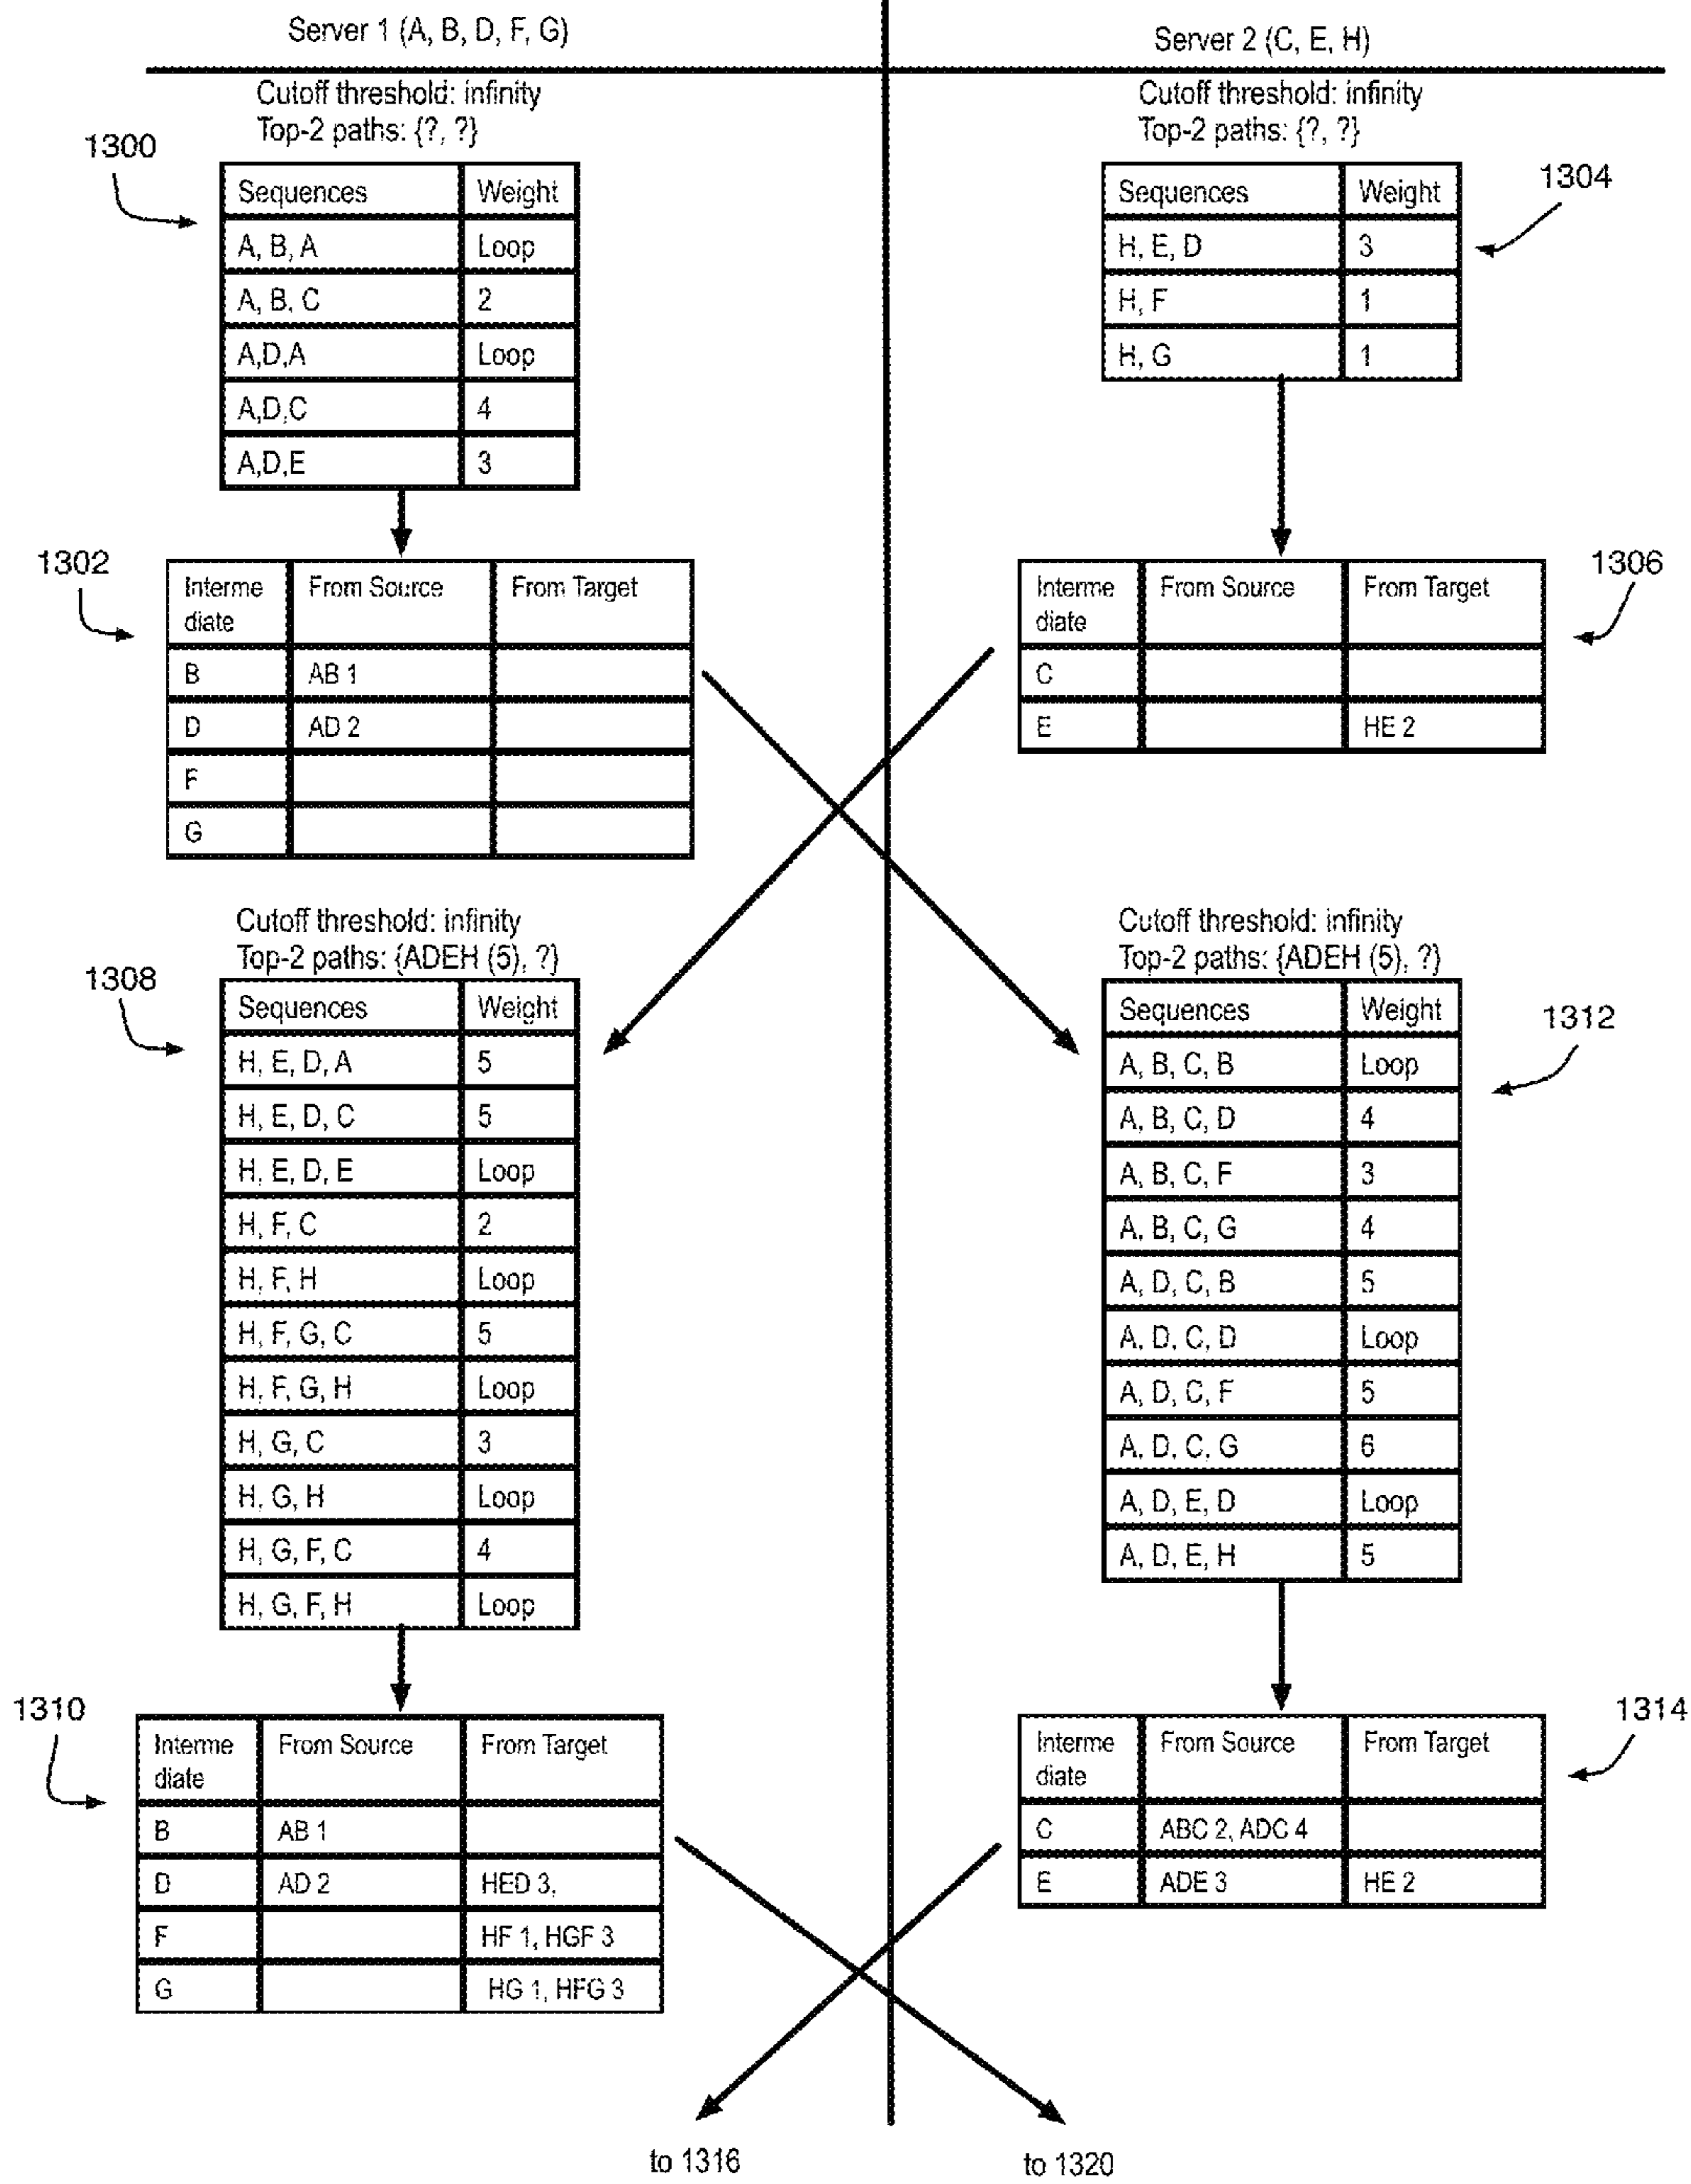 Server 1 (A, B, D, F, G)
Server 2 (C, E, H)
Cutoff threshold: infinity
Top-2 paths: {?, ?}
1300
Sequences Weight
A, B, A Loop
A, B, C 2
A,D,A Loop
A,D,C 4
A,D,E 3
Cutoff threshold: infinity
Top-2 paths: {?, ?}
1304
Sequences Weight
H, E, D 3
H, F 1
H, G 1
1302
Interme From Source From Target
diate
B AB 1
D AD 2
F
G
1306
Interme From Source From Target
diate
C
E HE 2
Cutoff threshold: infinity
Top-2 paths: {ADEH (5), ?}
1308
Sequences Weight
H, E, D, A 5
H, E, D, C 5
H, E, D, E Loop
H, F, C 2
H, F, H Loop
H, F, G, C 5
H, F, G, H Loop
H, G, C 3
H, G, H Loop
H, G, F, C 4
H, G, F, H Loop
Cutoff threshold: infinity
Top-2 paths: {ADEH (5), ?}
1312
Sequences Weight
A, B, C, B Loop
A, B, C, D 4
A, B, C, F 3
A, B, C, G 4
A, D, C, B 5
A, D, C, D Loop
A, D, C, F 5
A, D, C, G 6
A, D, E, D Loop
A, D, E, H 5
1310
Interme From Source From Target
diate
B AB 1
D AD 2 HED 3,
F HF 1, HGF 3
G HG 1, HFG 3
1314
Interme From Source From Target
diate
C ABC 2, ADC 4
E ADE 3 HE 2
to 1316
to 1320